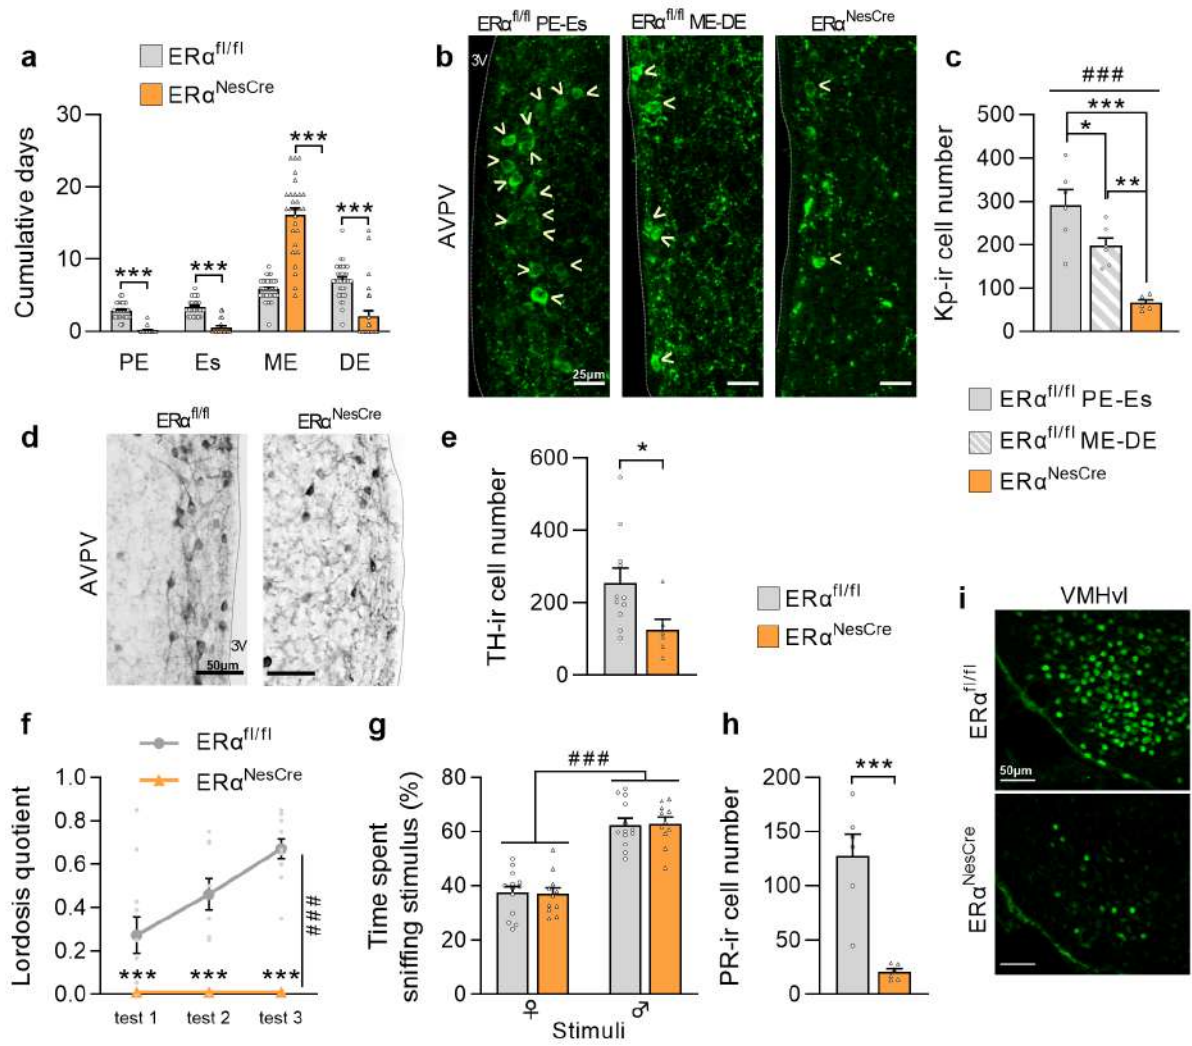 a
ERα^fl/fl
ERα^NesCre
Cumulative days
30
20
10
0
***
***
***
***
PE Es ME DE
b
ERα^fl/fl PE-Es
ERα^fl/fl ME-DE
ERα^NesCre
AVPV
3V
25µm
c
###
***
*
**
Kp-ir cell number
500
400
300
200
100
0
ERα^fl/fl PE-Es
ERα^fl/fl ME-DE
ERα^NesCre
d
ERα^fl/fl
ERα^NesCre
AVPV
3V
50µm
e
TH-ir cell number
600
400
200
0
*
ERα^fl/fl
ERα^NesCre
f
ERα^fl/fl
ERα^NesCre
Lordosis quotient
1.0
0.8
0.6
0.4
0.2
0.0
*** *** ***
###
test 1 test 2 test 3
g
Time spent
sniffing stimulus (%)
80
60
40
20
0
###
♀ ♂
Stimuli
h
PR-ir cell number
200
150
100
50
0
***
i
VMHvl
ERα^fl/fl
50µm
ERα^NesCre